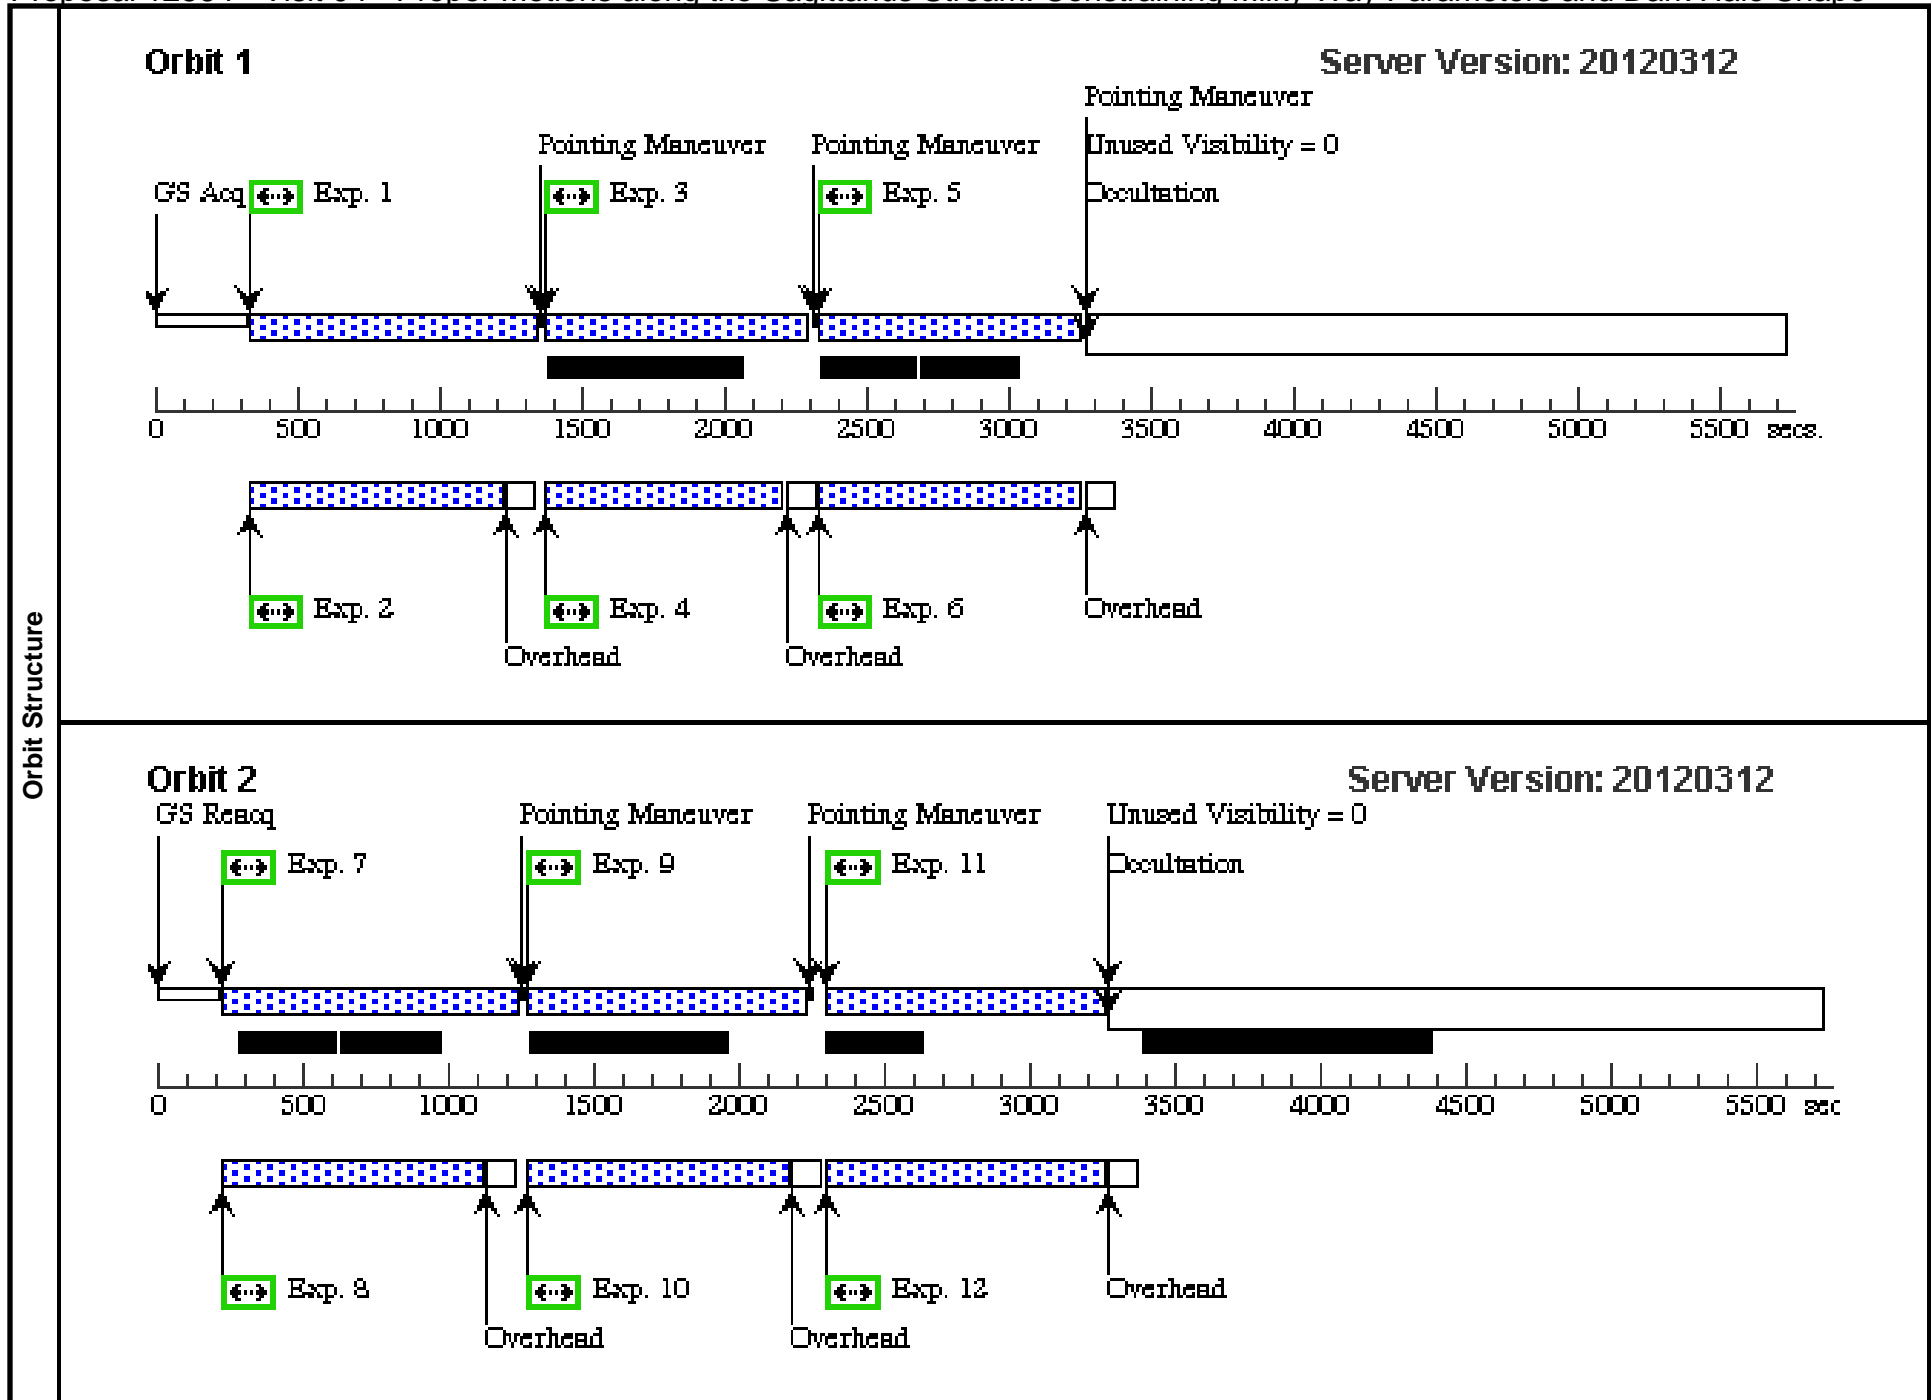 Orbit Structure
Orbit 1
Server Version: 20120312
Pointing Maneuver
Pointing Maneuver Pointing Maneuver Unused Visibility = 0
GS Acq Exp. 1 Exp. 3 Exp. 5 Occultation
0 500 1000 1500 2000 2500 3000 3500 4000 4500 5000 5500 secs.
Exp. 2 Exp. 4 Exp. 6 Overhead
Overhead Overhead
Orbit 2
Server Version: 20120312
GS Reacq Pointing Maneuver Pointing Maneuver Unused Visibility = 0
Exp. 7 Exp. 9 Exp. 11 Occultation
0 500 1000 1500 2000 2500 3000 3500 4000 4500 5000 5500 sec
Exp. 8 Exp. 10 Exp. 12 Overhead
Overhead Overhead